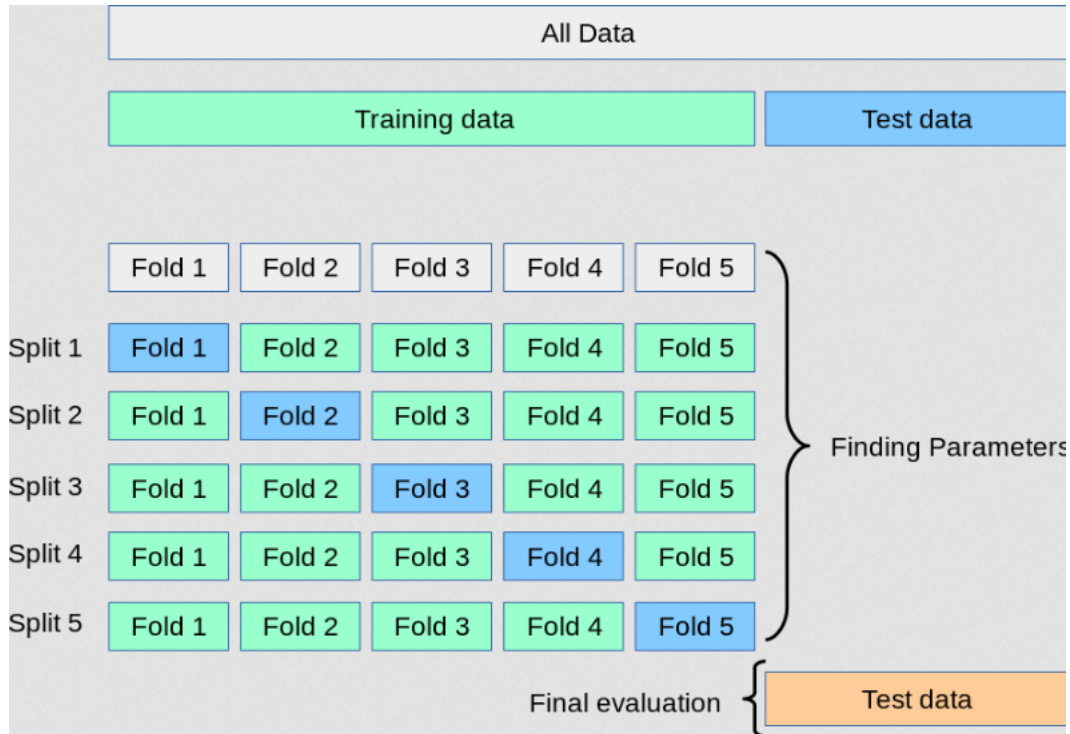 All Data
Training data Test data
Fold 1 Fold 2 Fold 3 Fold 4 Fold 5
Split 1 Fold 1 Fold 2 Fold 3 Fold 4 Fold 5
Split 2 Fold 1 Fold 2 Fold 3 Fold 4 Fold 5
Finding Parameters
Split 3 Fold 1 Fold 2 Fold 3 Fold 4 Fold 5
Split 4 Fold 1 Fold 2 Fold 3 Fold 4 Fold 5
Split 5 Fold 1 Fold 2 Fold 3 Fold 4 Fold 5
Final evaluation Test data